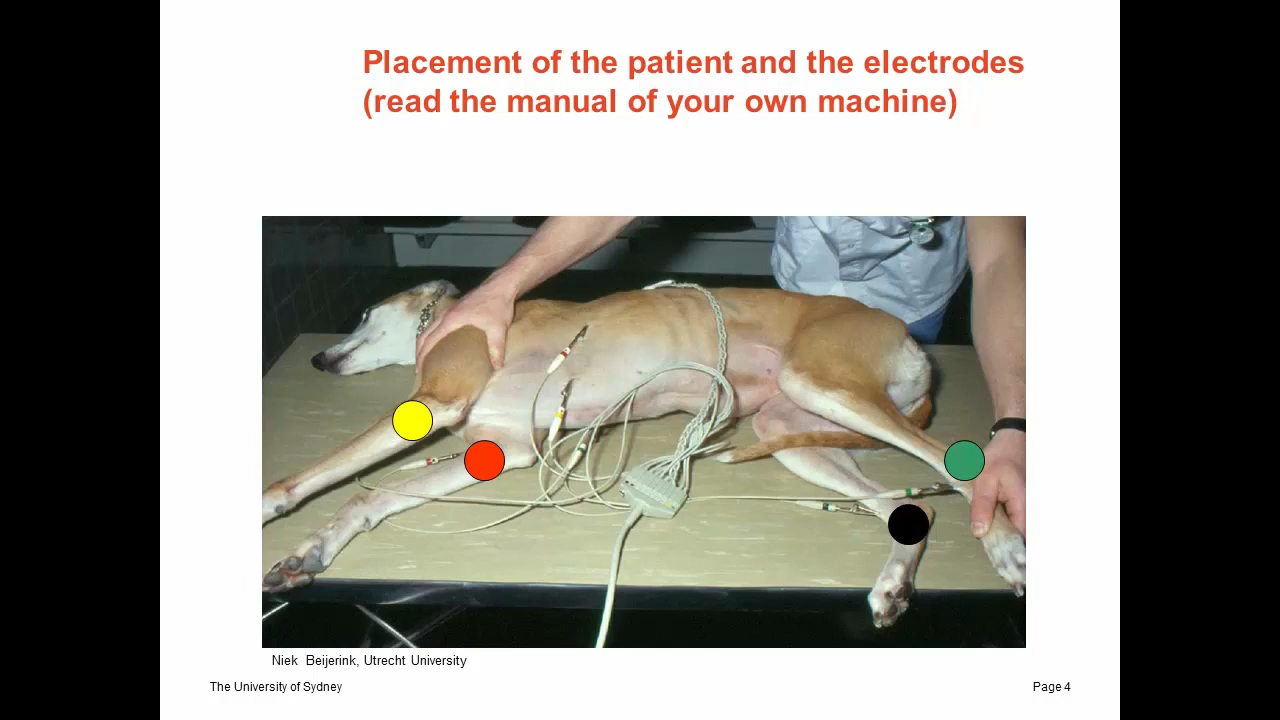 Placement of the patient and the electrodes
(read the manual of your own machine)
Niek Beijerink, Utrecht University
The University of Sydney
Page 4